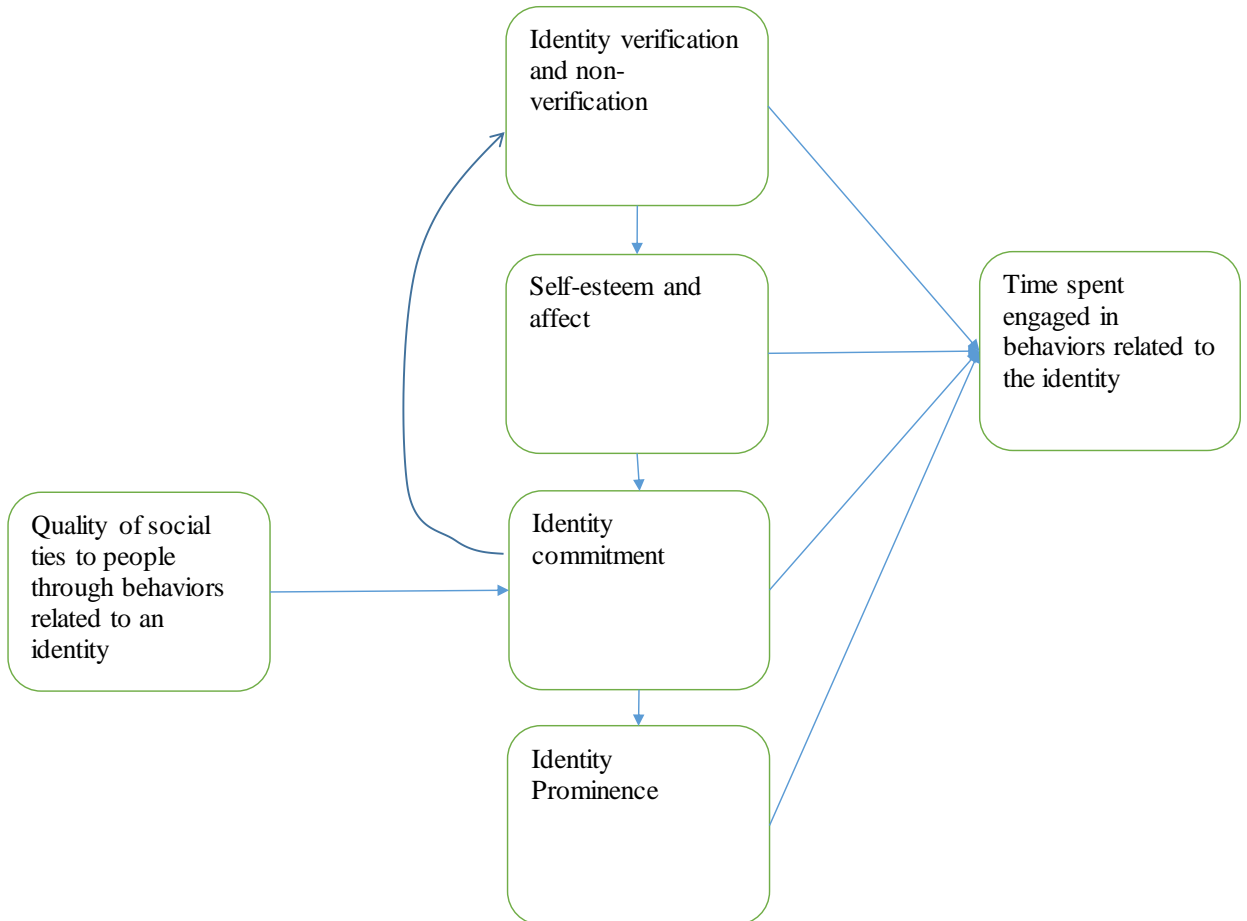 Identity verification
and non-
verification
Self-esteem and
affect
Time spent
engaged in
behaviors related to
the identity
Quality of social
ties to people
through behaviors
related to an
identity
Identity
commitment
Identity
Prominence